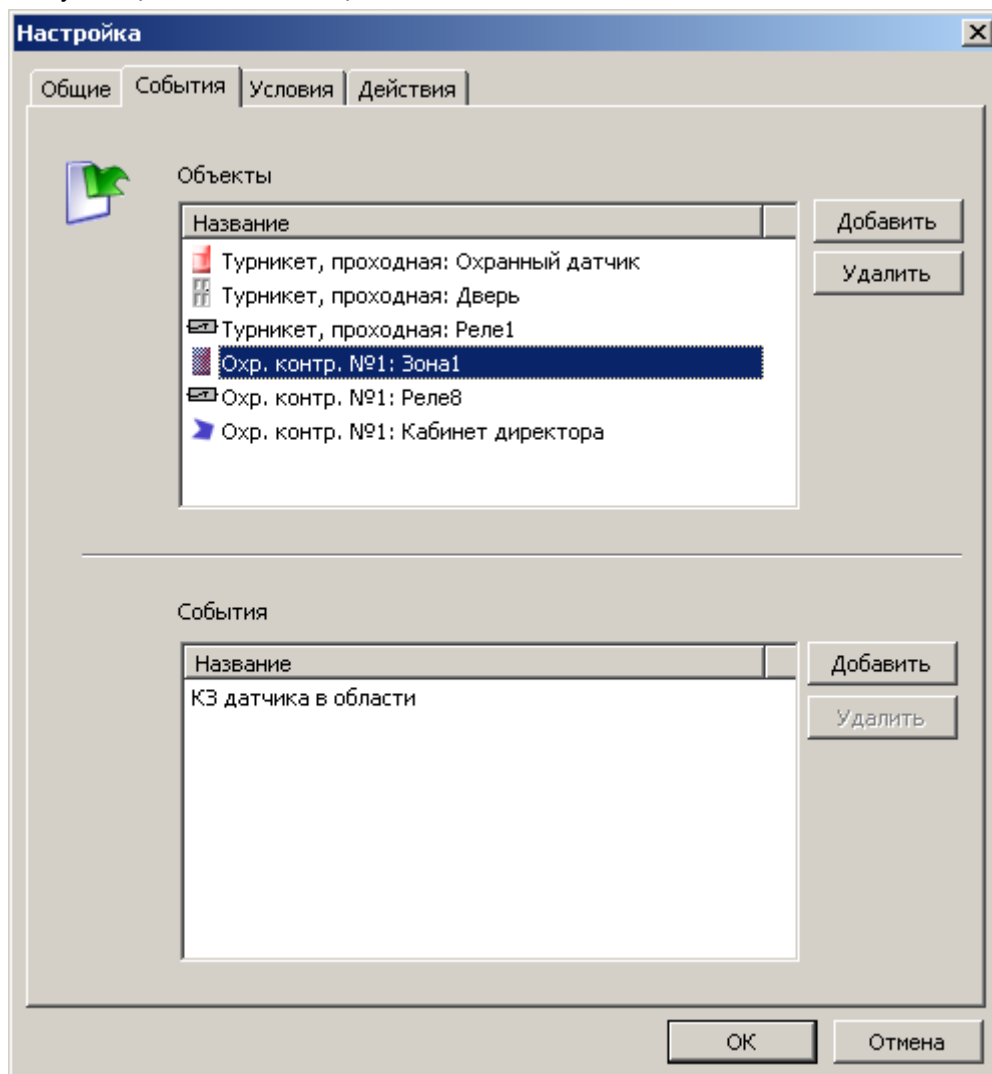 Настройка
Общие События Условия Действия
Объекты
Название
Добавить
Удалить
Турникет, проходная: Охранный датчик
Турникет, проходная: Дверь
Турникет, проходная: Реле1
Охр. контр. №1: Зона1
Охр. контр. №1: Реле8
Охр. контр. №1: Кабинет директора
События
Название
Добавить
Удалить
КЗ датчика в области
ОК Отмена